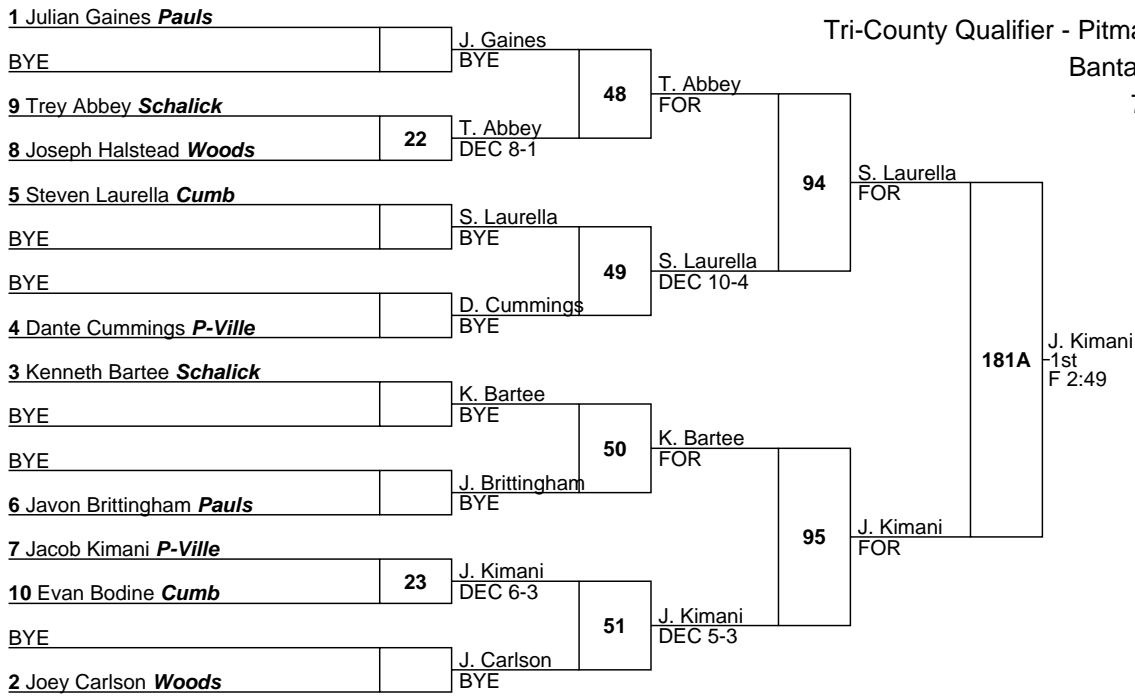 1 Julian Gaines Pauls
BYE
9 Trey Abbey Schalick
8 Joseph Halstead Woods
5 Steven Laurella Cumb
BYE
BYE
4 Dante Cummings P-Ville
3 Kenneth Bartee Schalick
BYE
BYE
6 Javon Brittingham Pauls
7 Jacob Kimani P-Ville
10 Evan Bodine Cumb
BYE
2 Joey Carlson Woods
22
23
J. Gaines
BYE
T. Abbey
DEC 8-1
S. Laurella
BYE
D. Cummings
BYE
K. Bartee
BYE
J. Brittingham
BYE
J. Kimani
DEC 6-3
J. Carlson
BYE
48
49
50
51
T. Abbey
FOR
S. Laurella
DEC 10-4
K. Bartee
FOR
J. Kimani
DEC 5-3
94
95
S. Laurella
FOR
J. Kimani
FOR
181A
J. Kimani
1st
F 2:49
Tri-County Qualifier - Pitma
Banta